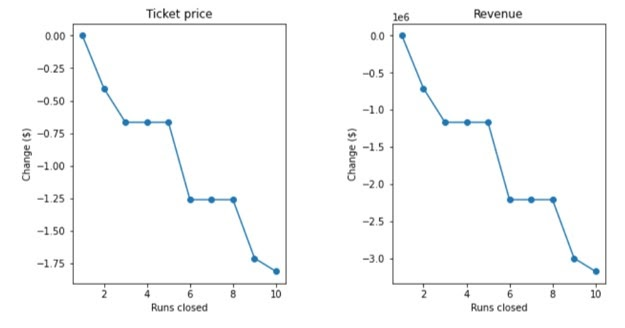 Ticket price
Change ($)
0.00
−0.25
−0.50
−0.75
−1.00
−1.25
−1.50
−1.75
2 4 6 8 10
Runs closed
Revenue
1e6
Change ($)
0.0
−0.5
−1.0
−1.5
−2.0
−2.5
−3.0
2 4 6 8 10
Runs closed